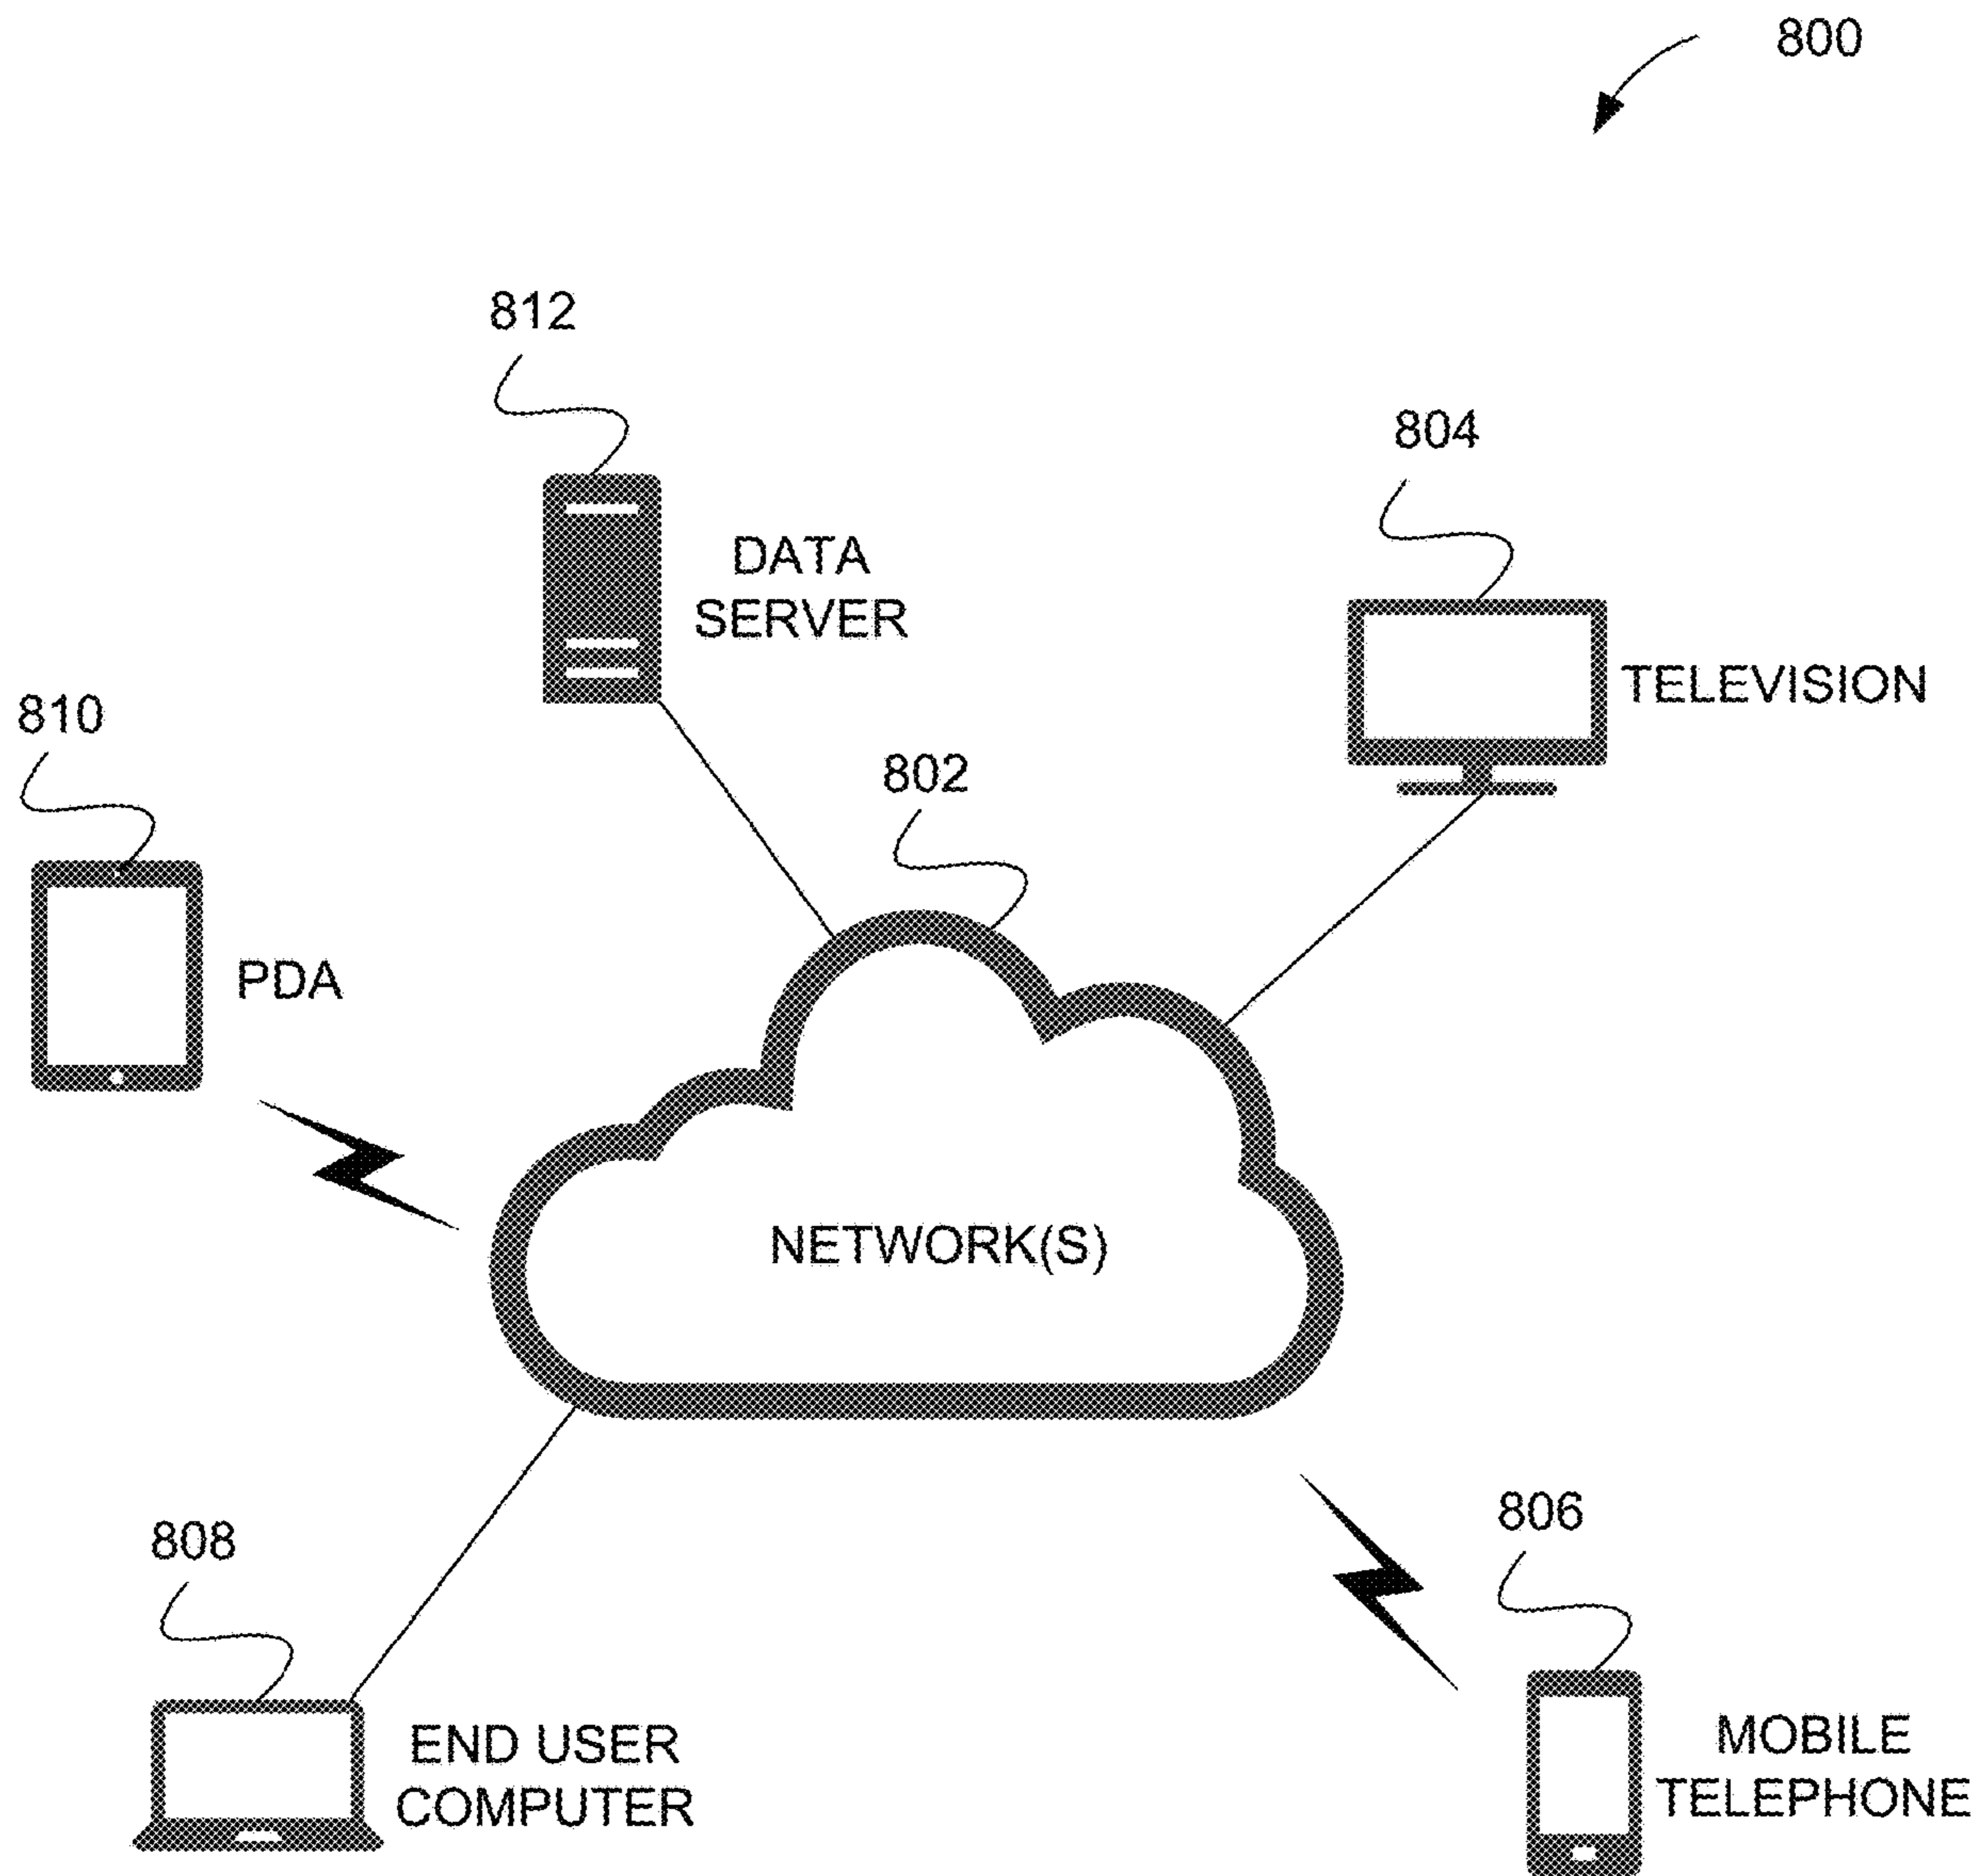 800
812
804
DATA
SERVER
TELEVISION
810
802
PDA
NETWORK(S)
808
806
END USER
COMPUTER
MOBILE
TELEPHONE